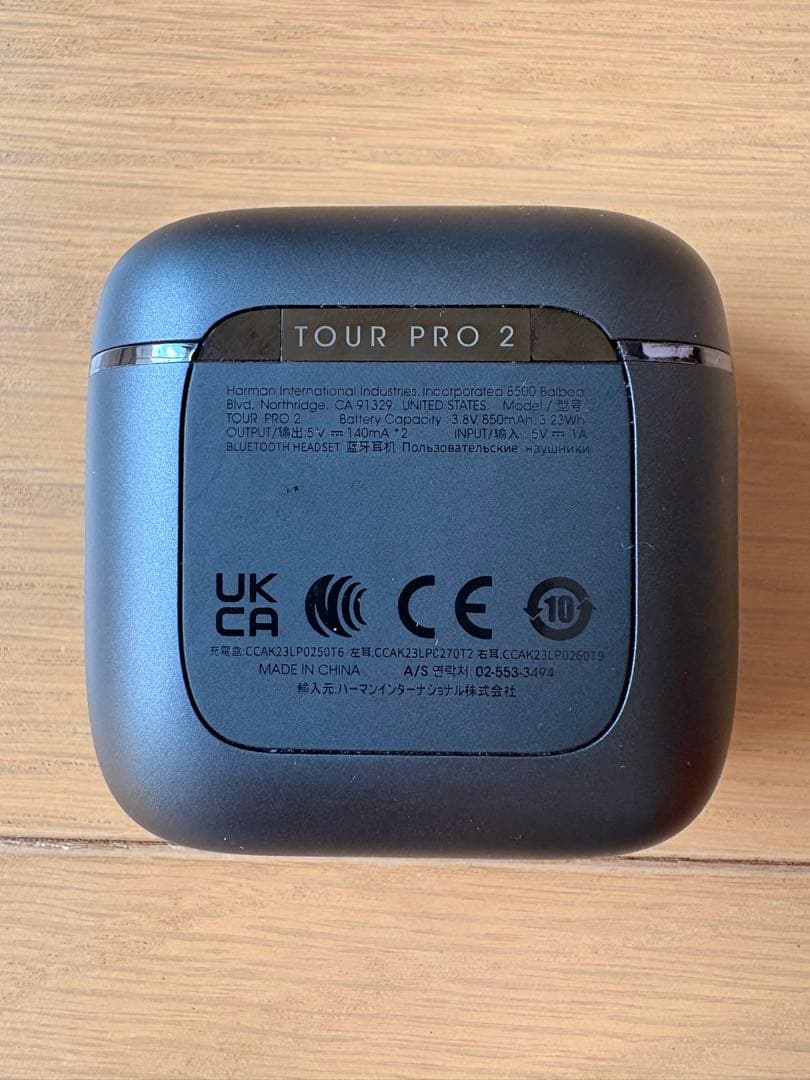 TOUR PRO 2
Harman International Industries, Incorporated 8500 Balboa
Blvd. Northridge, CA 91329. UNITED STATES. Model / 型号
TOUR PRO 2 Battery Capacity : 3.8V 850mAh, 3.23Wh
OUTPUT/输出:5V ⎓ 140mA *2 INPUT/输入 : 5V ⎓ 1A
BLUETOOTH HEADSET 蓝牙耳机 Пользовательские наушники
UK
CA
CE
10
充電盒:CCAK23LP0250T6 左耳:CCAK23LP0270T2 右耳:CCAK23LP0260T9
MADE IN CHINA A/S 연락처: 02-553-3494
輸入元:ハーマンインターナショナル株式会社